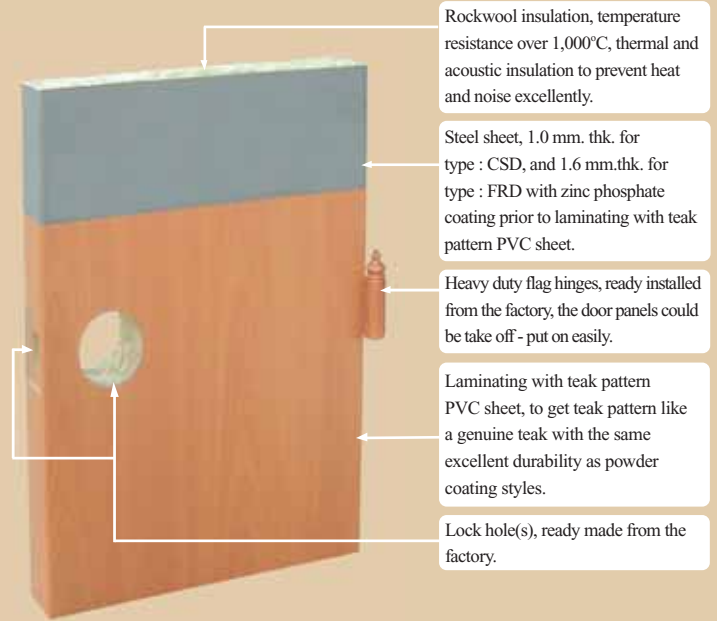 Rockwool insulation, temperature
resistance over 1,000°C, thermal and
acoustic insulation to prevent heat
and noise excellently.
Steel sheet, 1.0 mm. thk. for
type : CSD, and 1.6 mm.thk. for
type : FRD with zinc phosphate
coating prior to laminating with teak
pattern PVC sheet.
Heavy duty flag hinges, ready installed
from the factory, the door panels could
be take off - put on easily.
Laminating with teak pattern
PVC sheet, to get teak pattern like
a genuine teak with the same
excellent durability as powder
coating styles.
Lock hole(s), ready made from the
factory.